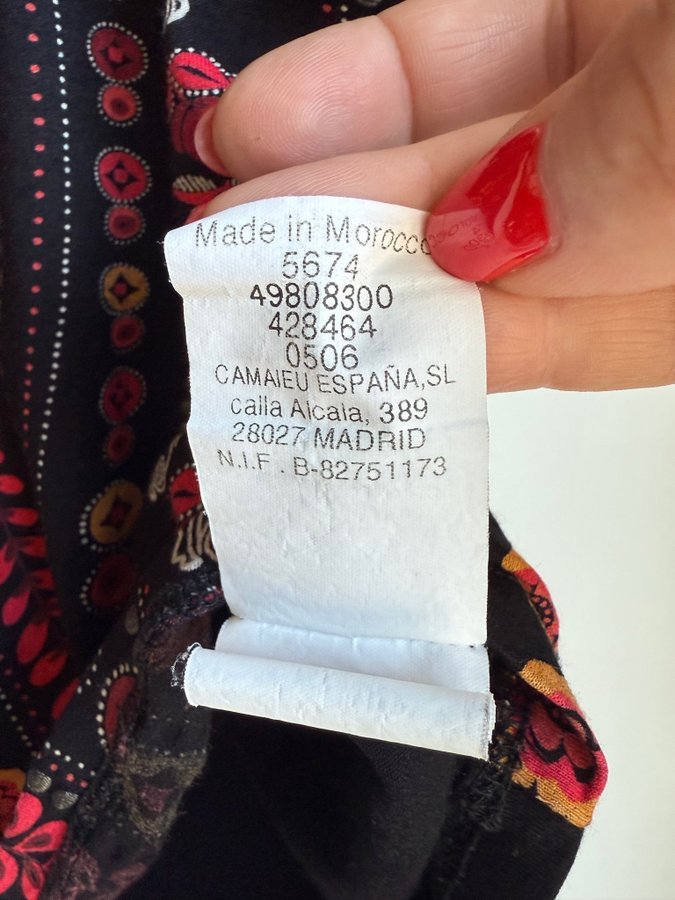 Made in Morocco
5674
49808300
428464
0506
CAMAIEU ESPAÑA,SL
calla Alcala, 389
28027 MADRID
N.I.F. B-82751173